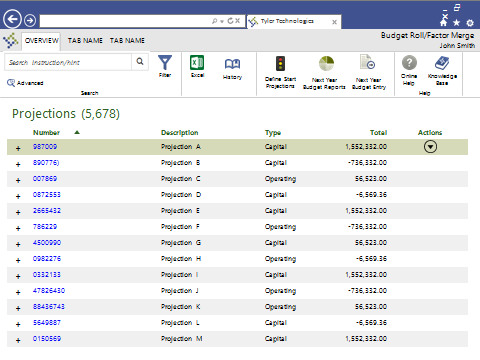 Tyler Technologies
Budget Roll/Factor Merge
John Smith
OVERVIEW TAB NAME TAB NAME
Search Instruction/hint
Advanced
Search
Filter
Excel
History
Define Start Projections
Next Year Budget Reports
Next Year Budget Entry
Online Help
Knowledge Base
Help
Projections (5,678)
Number Description Type Total Actions
987009 Projection A Capital 1,552,332.00
890776) Projection B Capital -736,332.00
007869 Projection C Operating 56,523.00
0872553 Projection D Capital -6,569.36
2665432 Projection E Capital 1,552,332.00
786229 Projection F Operating -736,332.00
4500990 Projection G Capital 56,523.00
0982276 Projection H Operating -6,569.36
0332133 Projection I Capital 1,552,332.00
47826430 Projection J Operating -736,332.00
88436743 Projection K Operating 56,523.00
5649887 Projection L Capital -6,569.36
0150569 Projection M Capital 1,552,332.00